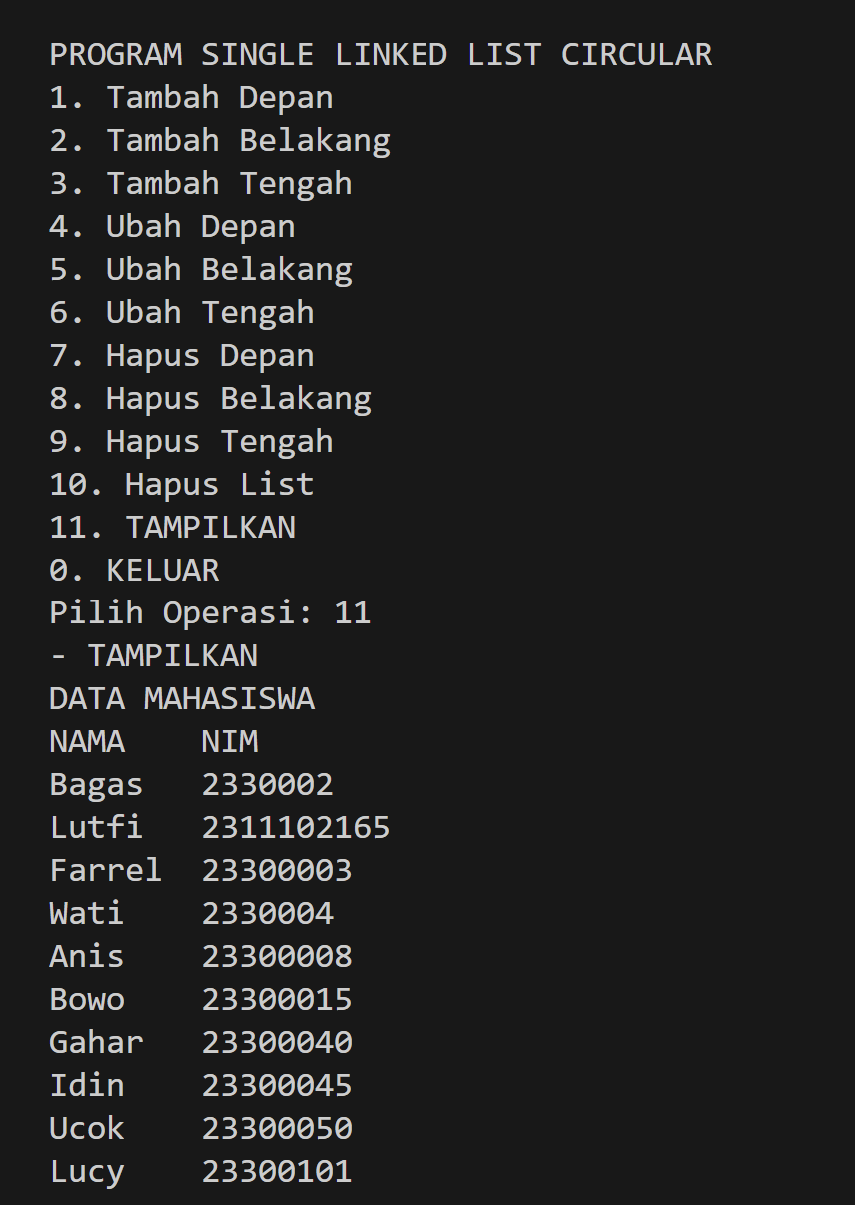 PROGRAM SINGLE LINKED LIST CIRCULAR
1. Tambah Depan
2. Tambah Belakang
3. Tambah Tengah
4. Ubah Depan
5. Ubah Belakang
6. Ubah Tengah
7. Hapus Depan
8. Hapus Belakang
9. Hapus Tengah
10. Hapus List
11. TAMPILKAN
0. KELUAR
Pilih Operasi: 11
- TAMPILKAN
DATA MAHASISWA
NAMA    NIM
Bagas   2330002
Lutfi   2311102165
Farrel  23300003
Wati    2330004
Anis    23300008
Bowo    23300015
Gahar   23300040
Idin    23300045
Ucok    23300050
Lucy    23300101